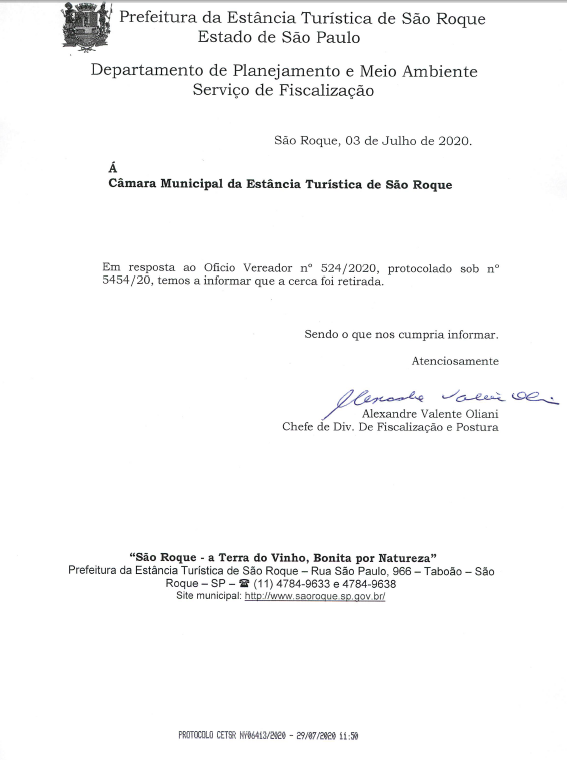 Prefeitura da Estância Turística de São Roque
Estado de São Paulo
Departamento de Planejamento e Meio Ambiente
Serviço de Fiscalização
São Roque, 03 de Julho de 2020.
Á
Câmara Municipal da Estância Turística de São Roque
Em resposta ao Oficio Vereador nº 524/2020, protocolado sob nº
5454/20, temos a informar que a cerca foi retirada.
Sendo o que nos cumpria informar.
Atenciosamente
Alexandre Valente Oliani
Chefe de Div. De Fiscalização e Postura
“São Roque - a Terra do Vinho, Bonita por Natureza”
Prefeitura da Estância Turística de São Roque – Rua São Paulo, 966 – Taboão – São
Roque – SP – ☎ (11) 4784-9633 e 4784-9638
Site municipal: http://www.saoroque.sp.gov.br/
PROTOCOLO CETSR Nº06413/2020 - 29/07/2020 11:50